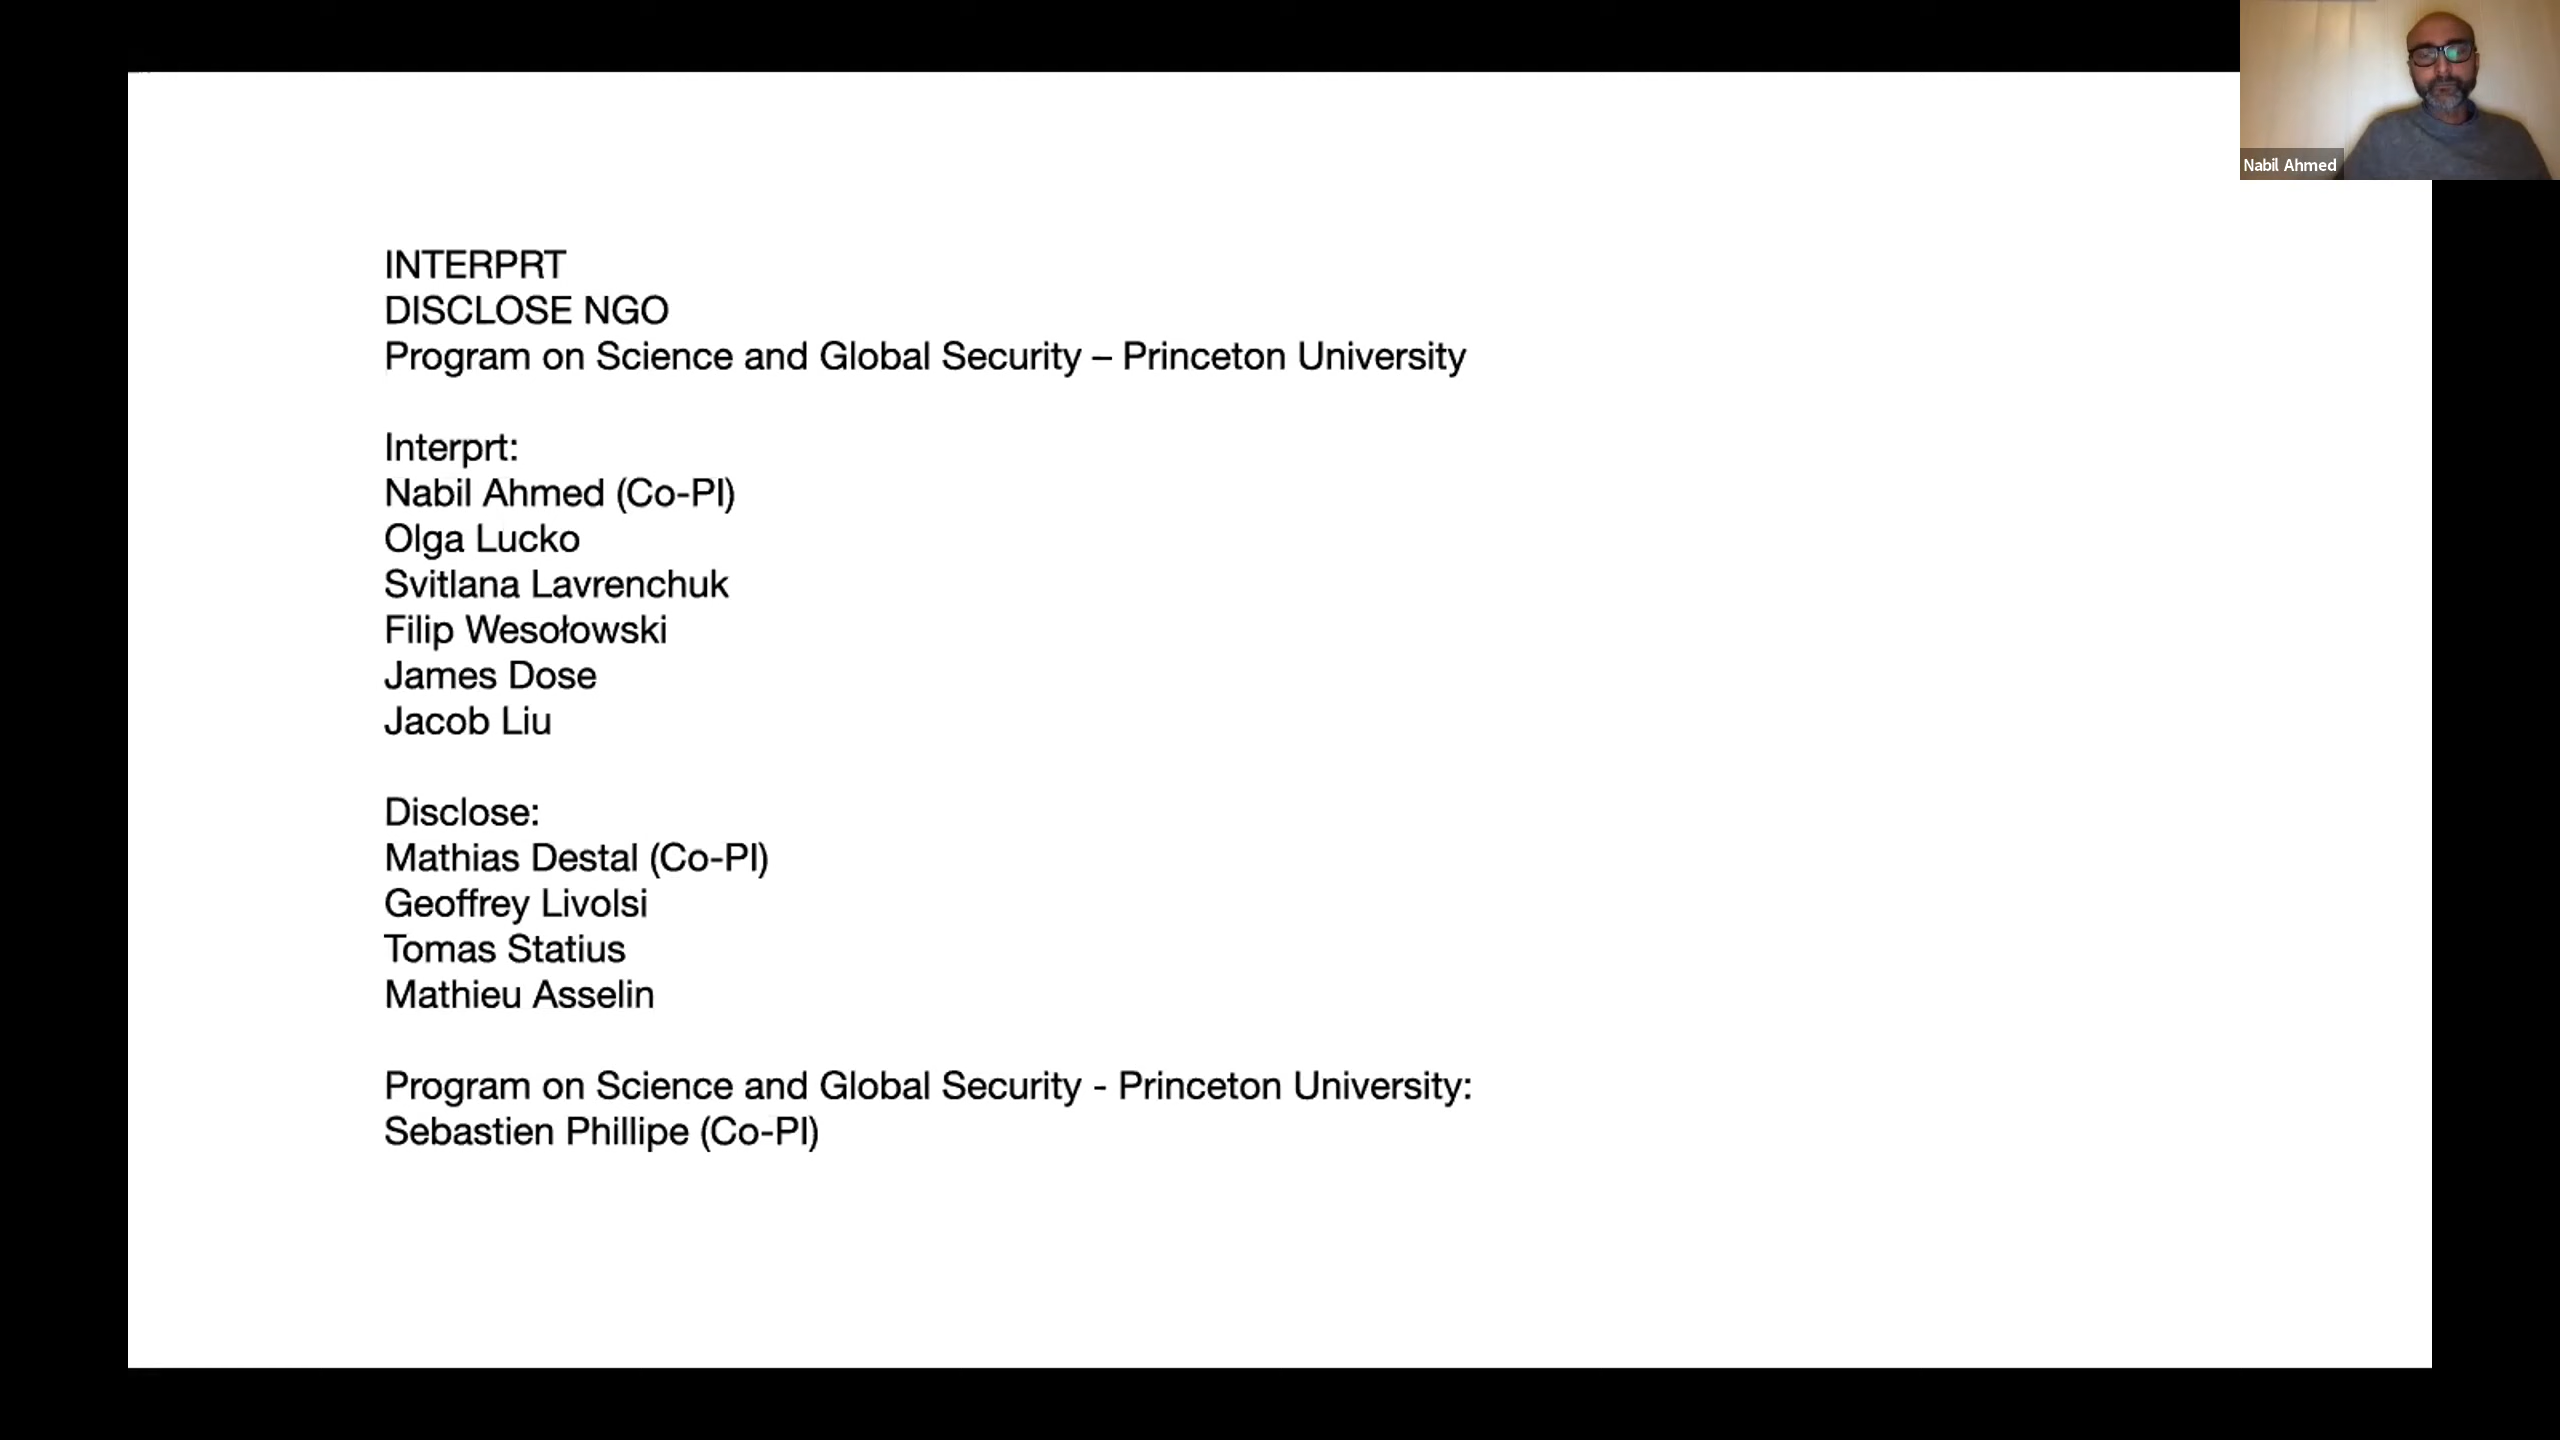 INTERPRT
DISCLOSE NGO
Program on Science and Global Security – Princeton University
Interprt:
Nabil Ahmed (Co-PI)
Olga Lucko
Svitlana Lavrenchuk
Filip Wesołowski
James Dose
Jacob Liu
Disclose:
Mathias Destal (Co-PI)
Geoffrey Livolsi
Tomas Statius
Mathieu Asselin
Program on Science and Global Security - Princeton University:
Sebastien Phillipe (Co-PI)
Nabil Ahmed